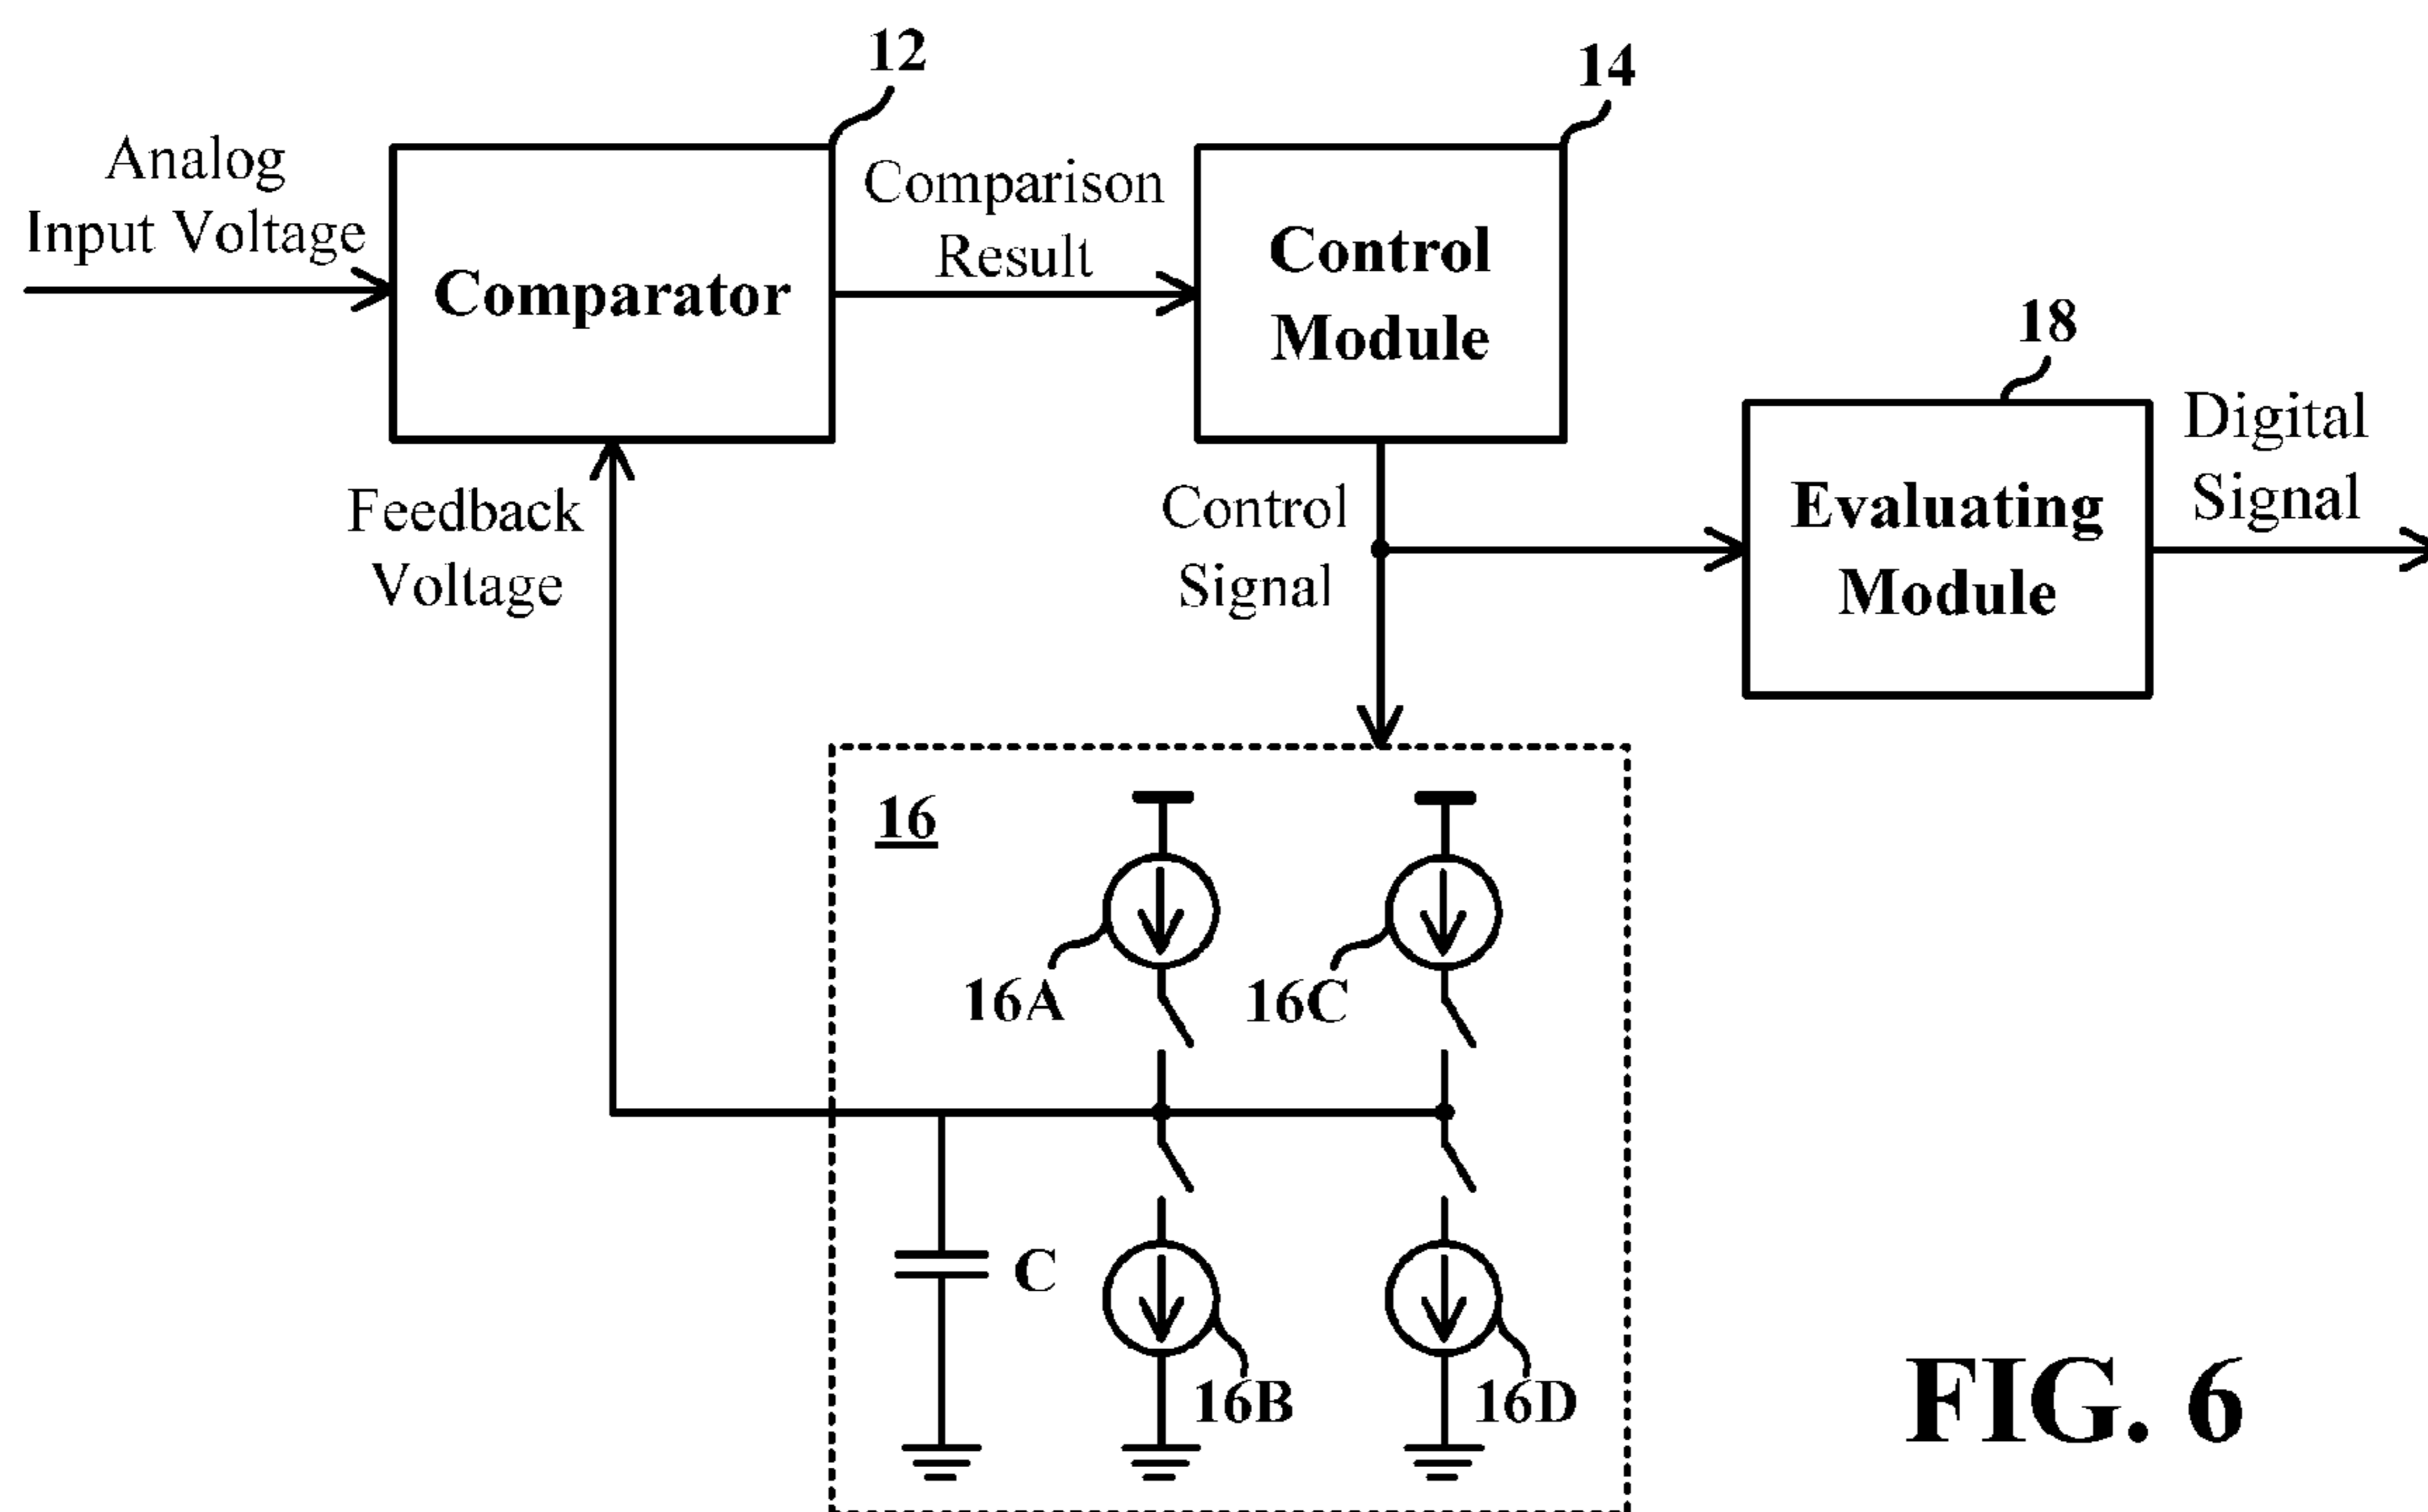 12
14
Analog
Input Voltage
Comparator
Comparison
Result
Control
Module
18
Digital
Signal
Evaluating
Module
Feedback
Voltage
Control
Signal
16
16A
16C
C
16B
16D
FIG. 6